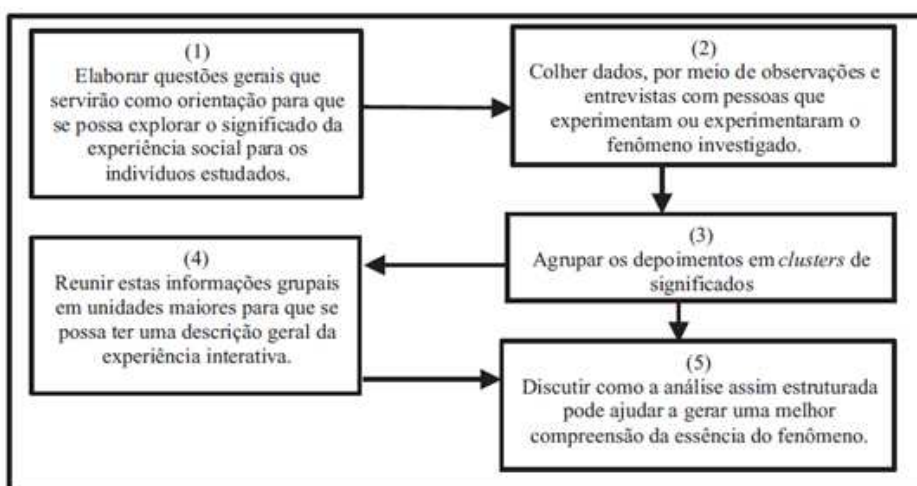 (1)
Elaborar questões gerais que
servirão como orientação para que
se possa explorar o significado da
experiência social para os
indivíduos estudados.
(2)
Colher dados, por meio de observações e
entrevistas com pessoas que
experimentam ou experimentaram o
fenômeno investigado.
(3)
Agrupar os depoimentos em clusters de
significados
(4)
Reunir estas informações grupais
em unidades maiores para que se
possa ter uma descrição geral da
experiência interativa.
(5)
Discutir como a análise assim estruturada
pode ajudar a gerar uma melhor
compreensão da essência do fenômeno.